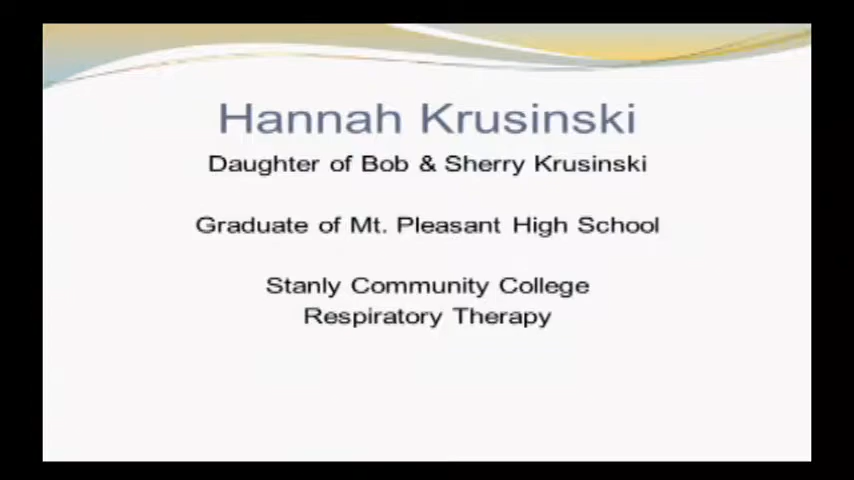 Hannah Krusinski
Daughter of Bob & Sherry Krusinski
Graduate of Mt. Pleasant High School
Stanly Community College
Respiratory Therapy